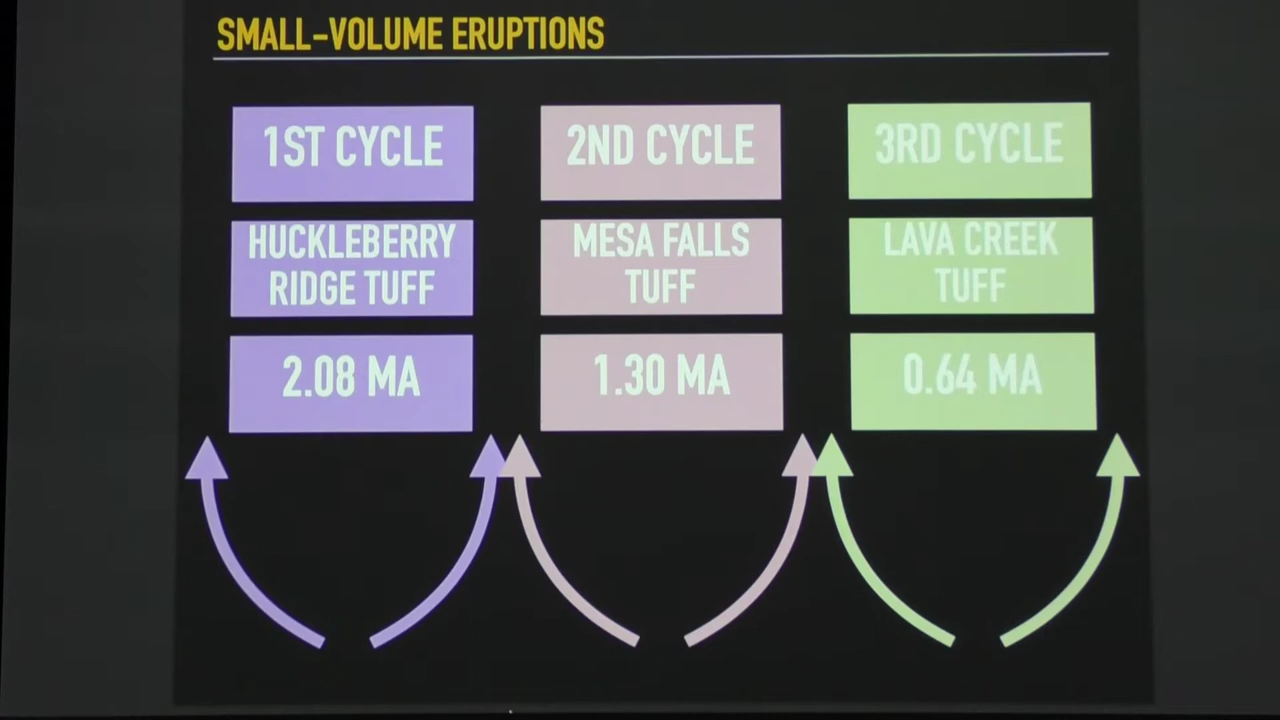 SMALL-VOLUME ERUPTIONS
1ST CYCLE
2ND CYCLE
3RD CYCLE
HUCKLEBERRY
RIDGE TUFF
MESA FALLS
TUFF
LAVA CREEK
TUFF
2.08 MA
1.30 MA
0.64 MA